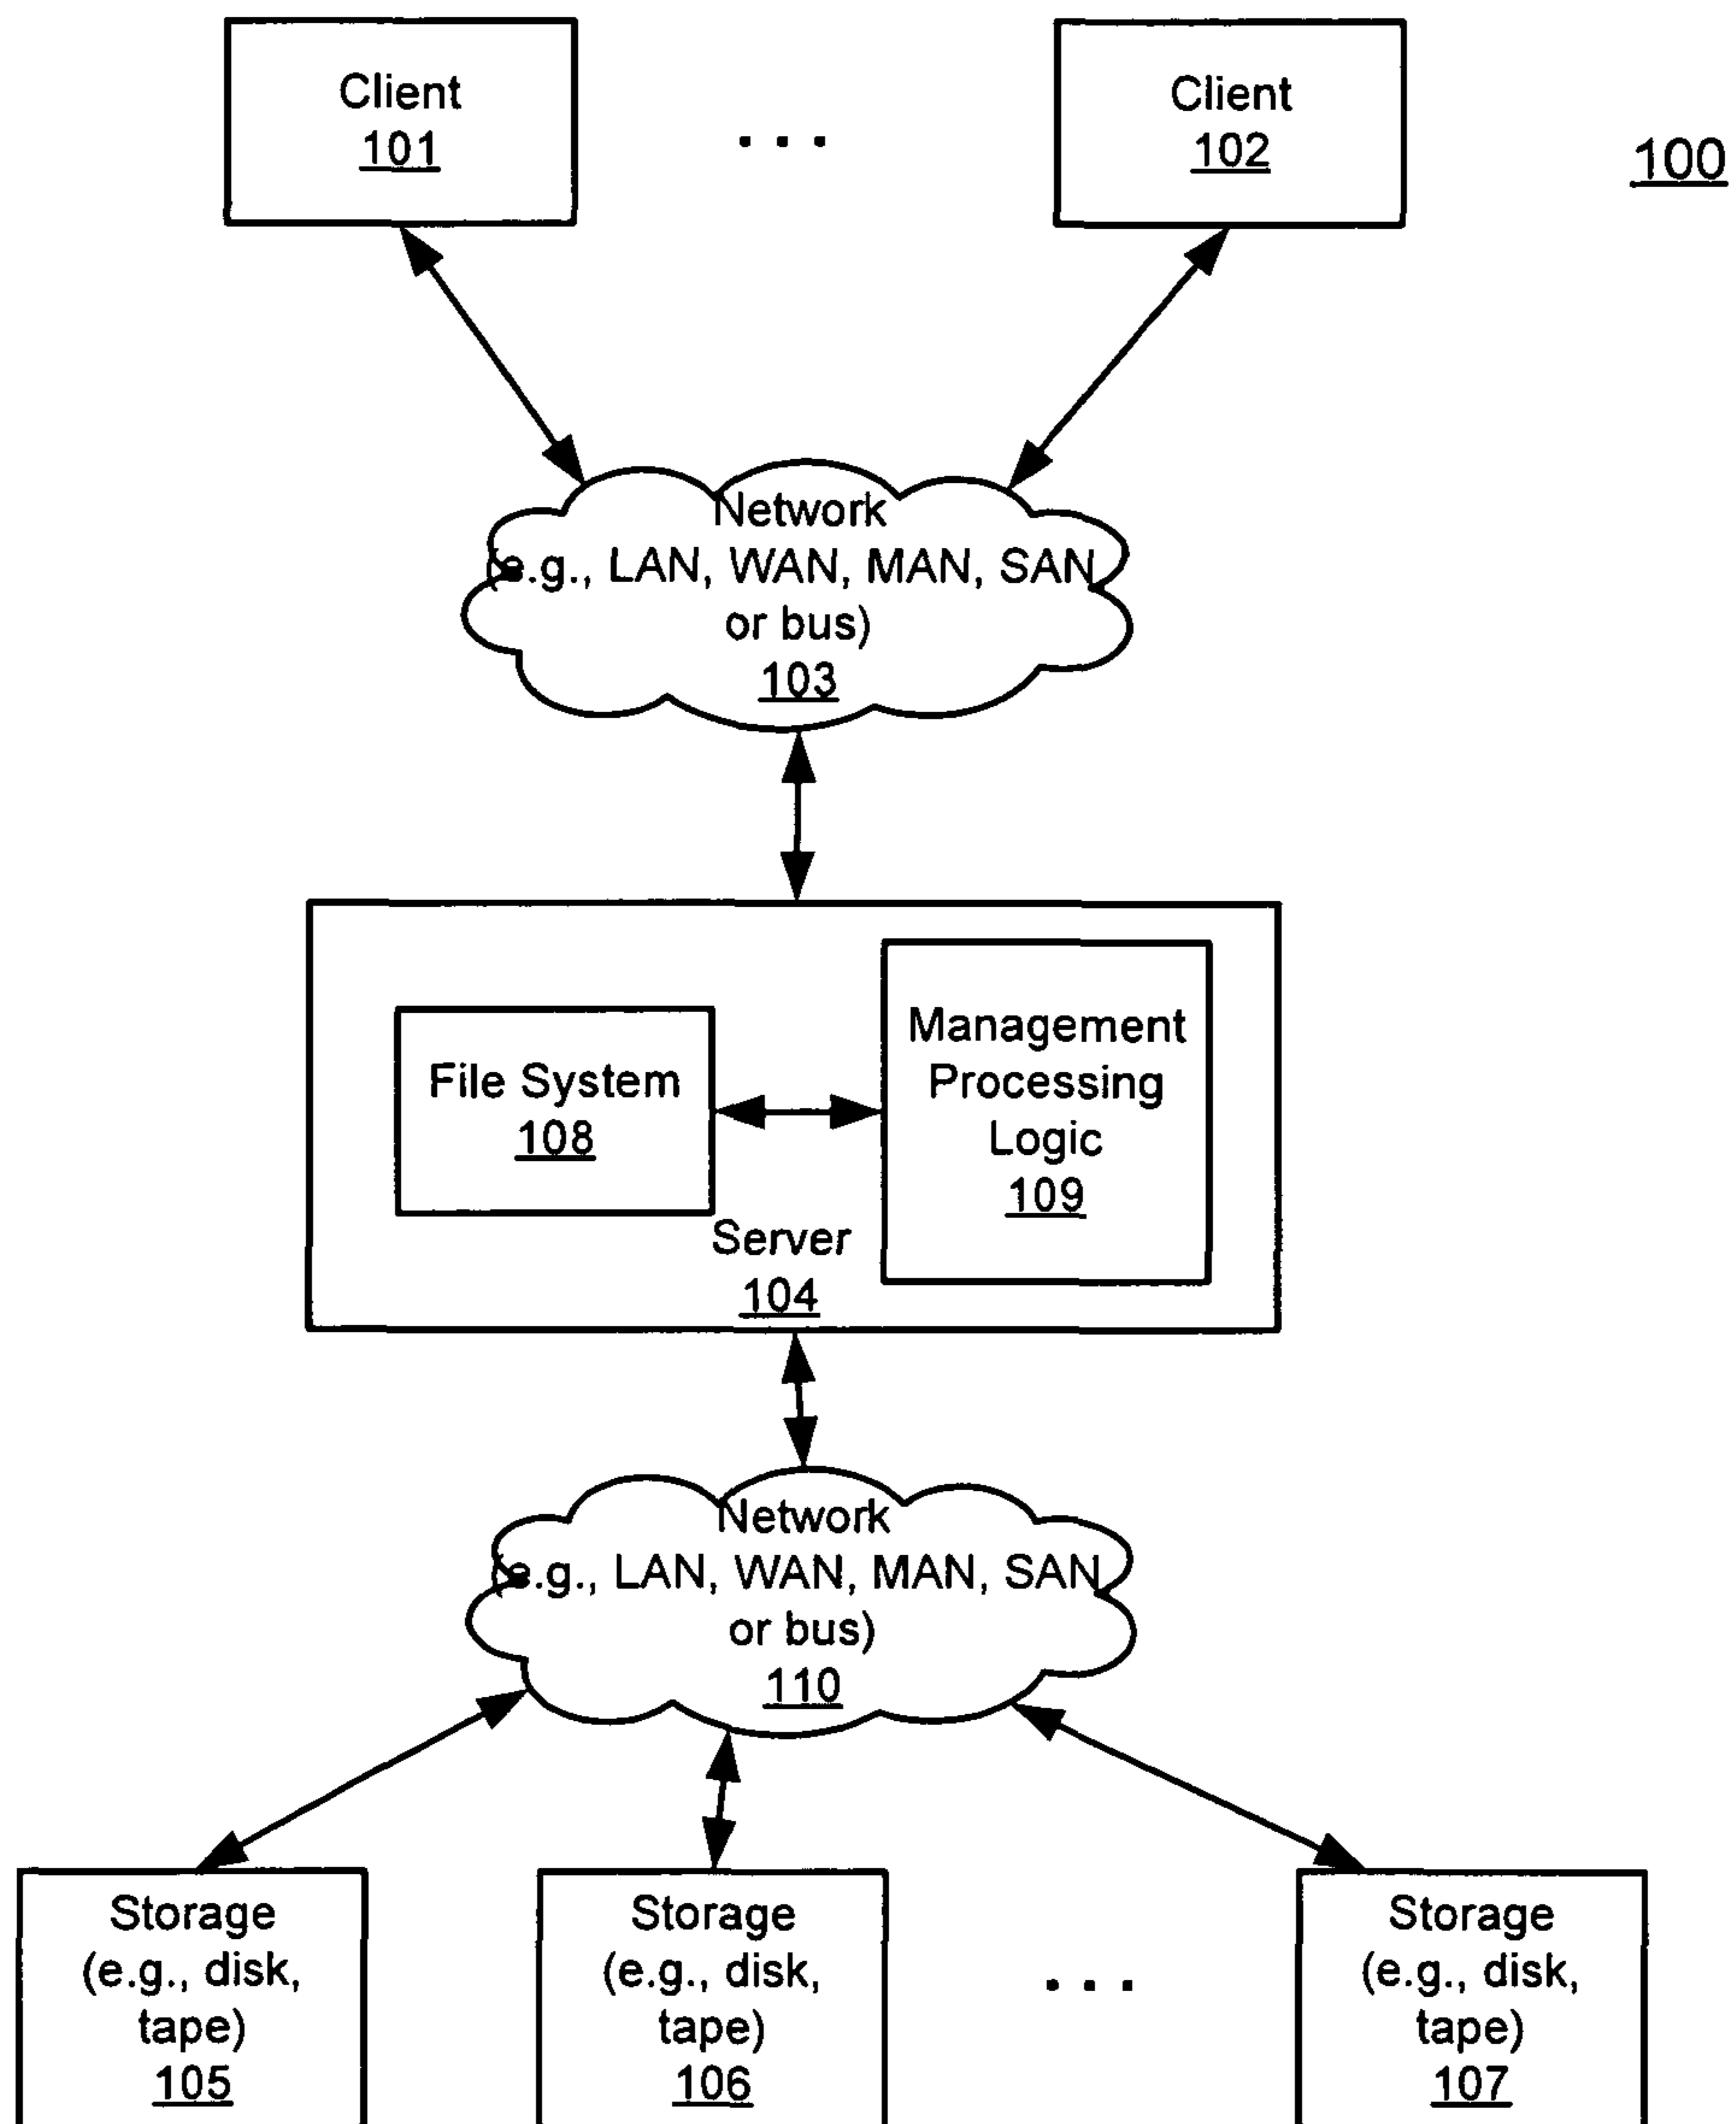 Client
101
. . .
Client
102
100
Network
(e.g., LAN, WAN, MAN, SAN
or bus)
103
File System
108
Management
Processing
Logic
109
Server
104
Network
(e.g., LAN, WAN, MAN, SAN
or bus)
110
Storage
(e.g., disk,
tape)
105
Storage
(e.g., disk,
tape)
106
. . .
Storage
(e.g., disk,
tape)
107